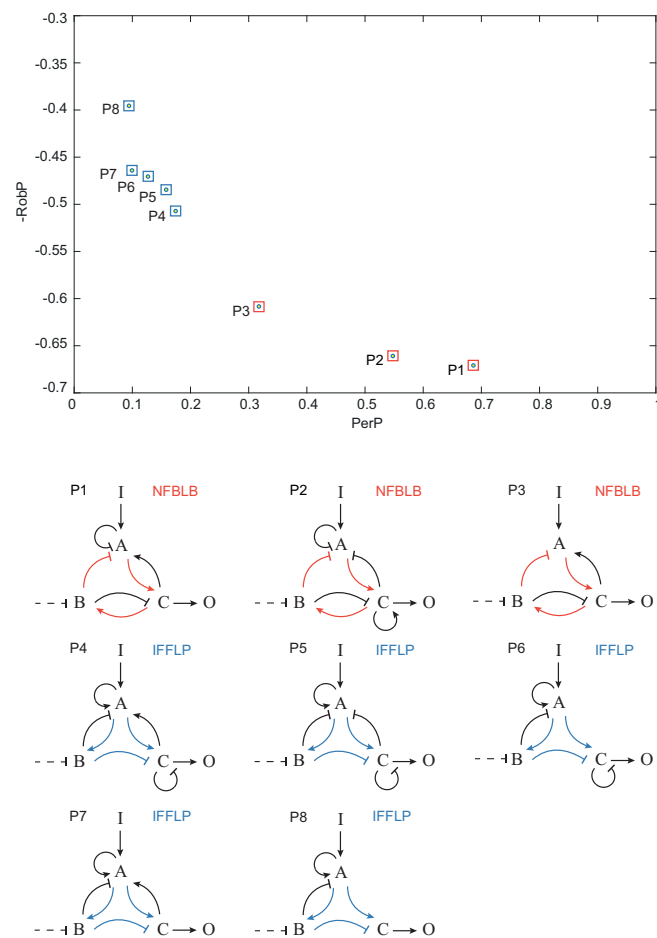 -0.3
-0.35
-0.4
P8
-0.45
P7
P6
-0.5
P5
P4
-RobP
-0.55
-0.6
P3
-0.65
P2
P1
-0.7
0 0.1 0.2 0.3 0.4 0.5 0.6 0.7 0.8 0.9 1
PerP
P1 I NFBLB P2 I NFBLB P3 I NFBLB
A A A
B C O B C O B C O
P4 I IFFLP P5 I IFFLP P6 I IFFLP
A A A
B C O B C O B C O
P7 I IFFLP P8 I IFFLP
A A
B C O B C O